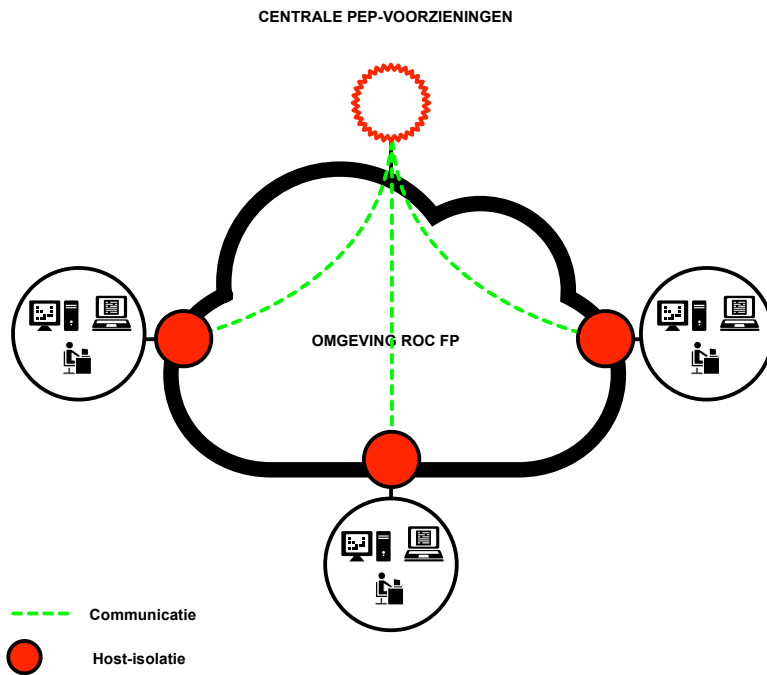 CENTRALE PEP-VOORZIENINGEN
OMGEVING ROC FP
Communicatie
Host-isolatie